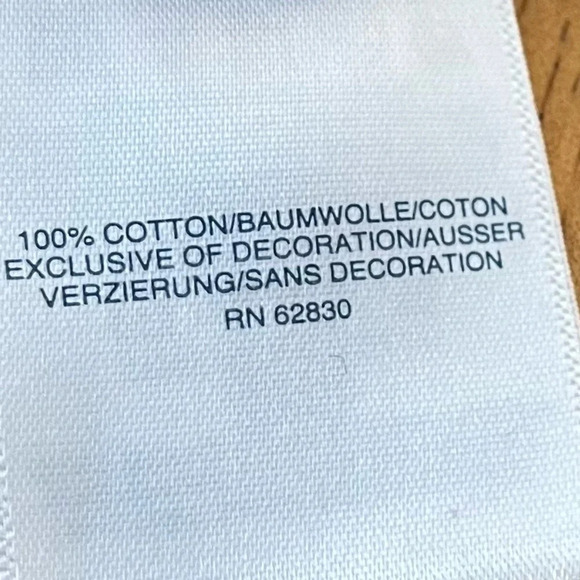 100% COTTON/BAUMWOLLE/COTON
EXCLUSIVE OF DECORATION/AUSSER
VERZIERUNG/SANS DECORATION
RN 62830